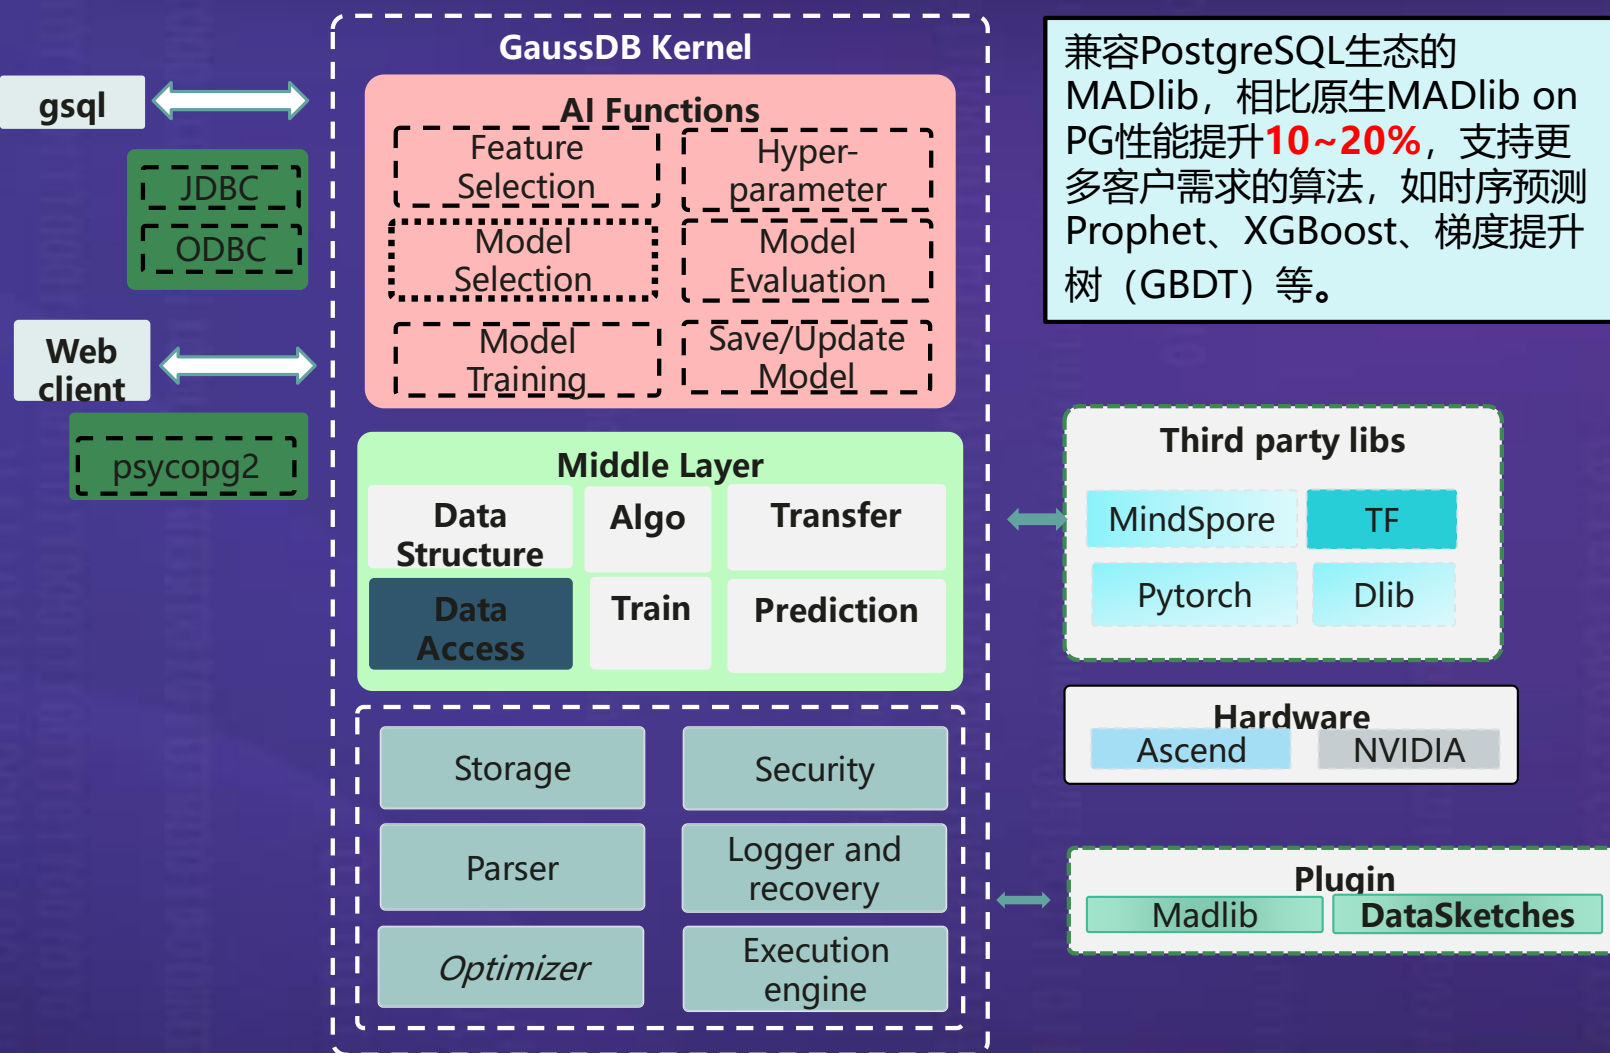 GaussDB Kernel
gsql
JDBC
ODBC
Web
client
psycopg2
AI Functions
Feature
Selection
Hyper-
parameter
Model
Selection
Model
Evaluation
Model
Training
Save/Update
Model
Middle Layer
Data
Structure
Algo
Transfer
Data
Access
Train
Prediction
Storage
Security
Parser
Logger and
recovery
Optimizer
Execution
engine
兼容PostgreSQL生态的
MADlib，相比原生MADlib on
PG性能提升10~20%，支持更
多客户需求的算法，如时序预测
Prophet、XGBoost、梯度提升
树（GBDT）等。
Third party libs
MindSpore
TF
Pytorch
Dlib
Hardware
Ascend
NVIDIA
Plugin
Madlib
DataSketches